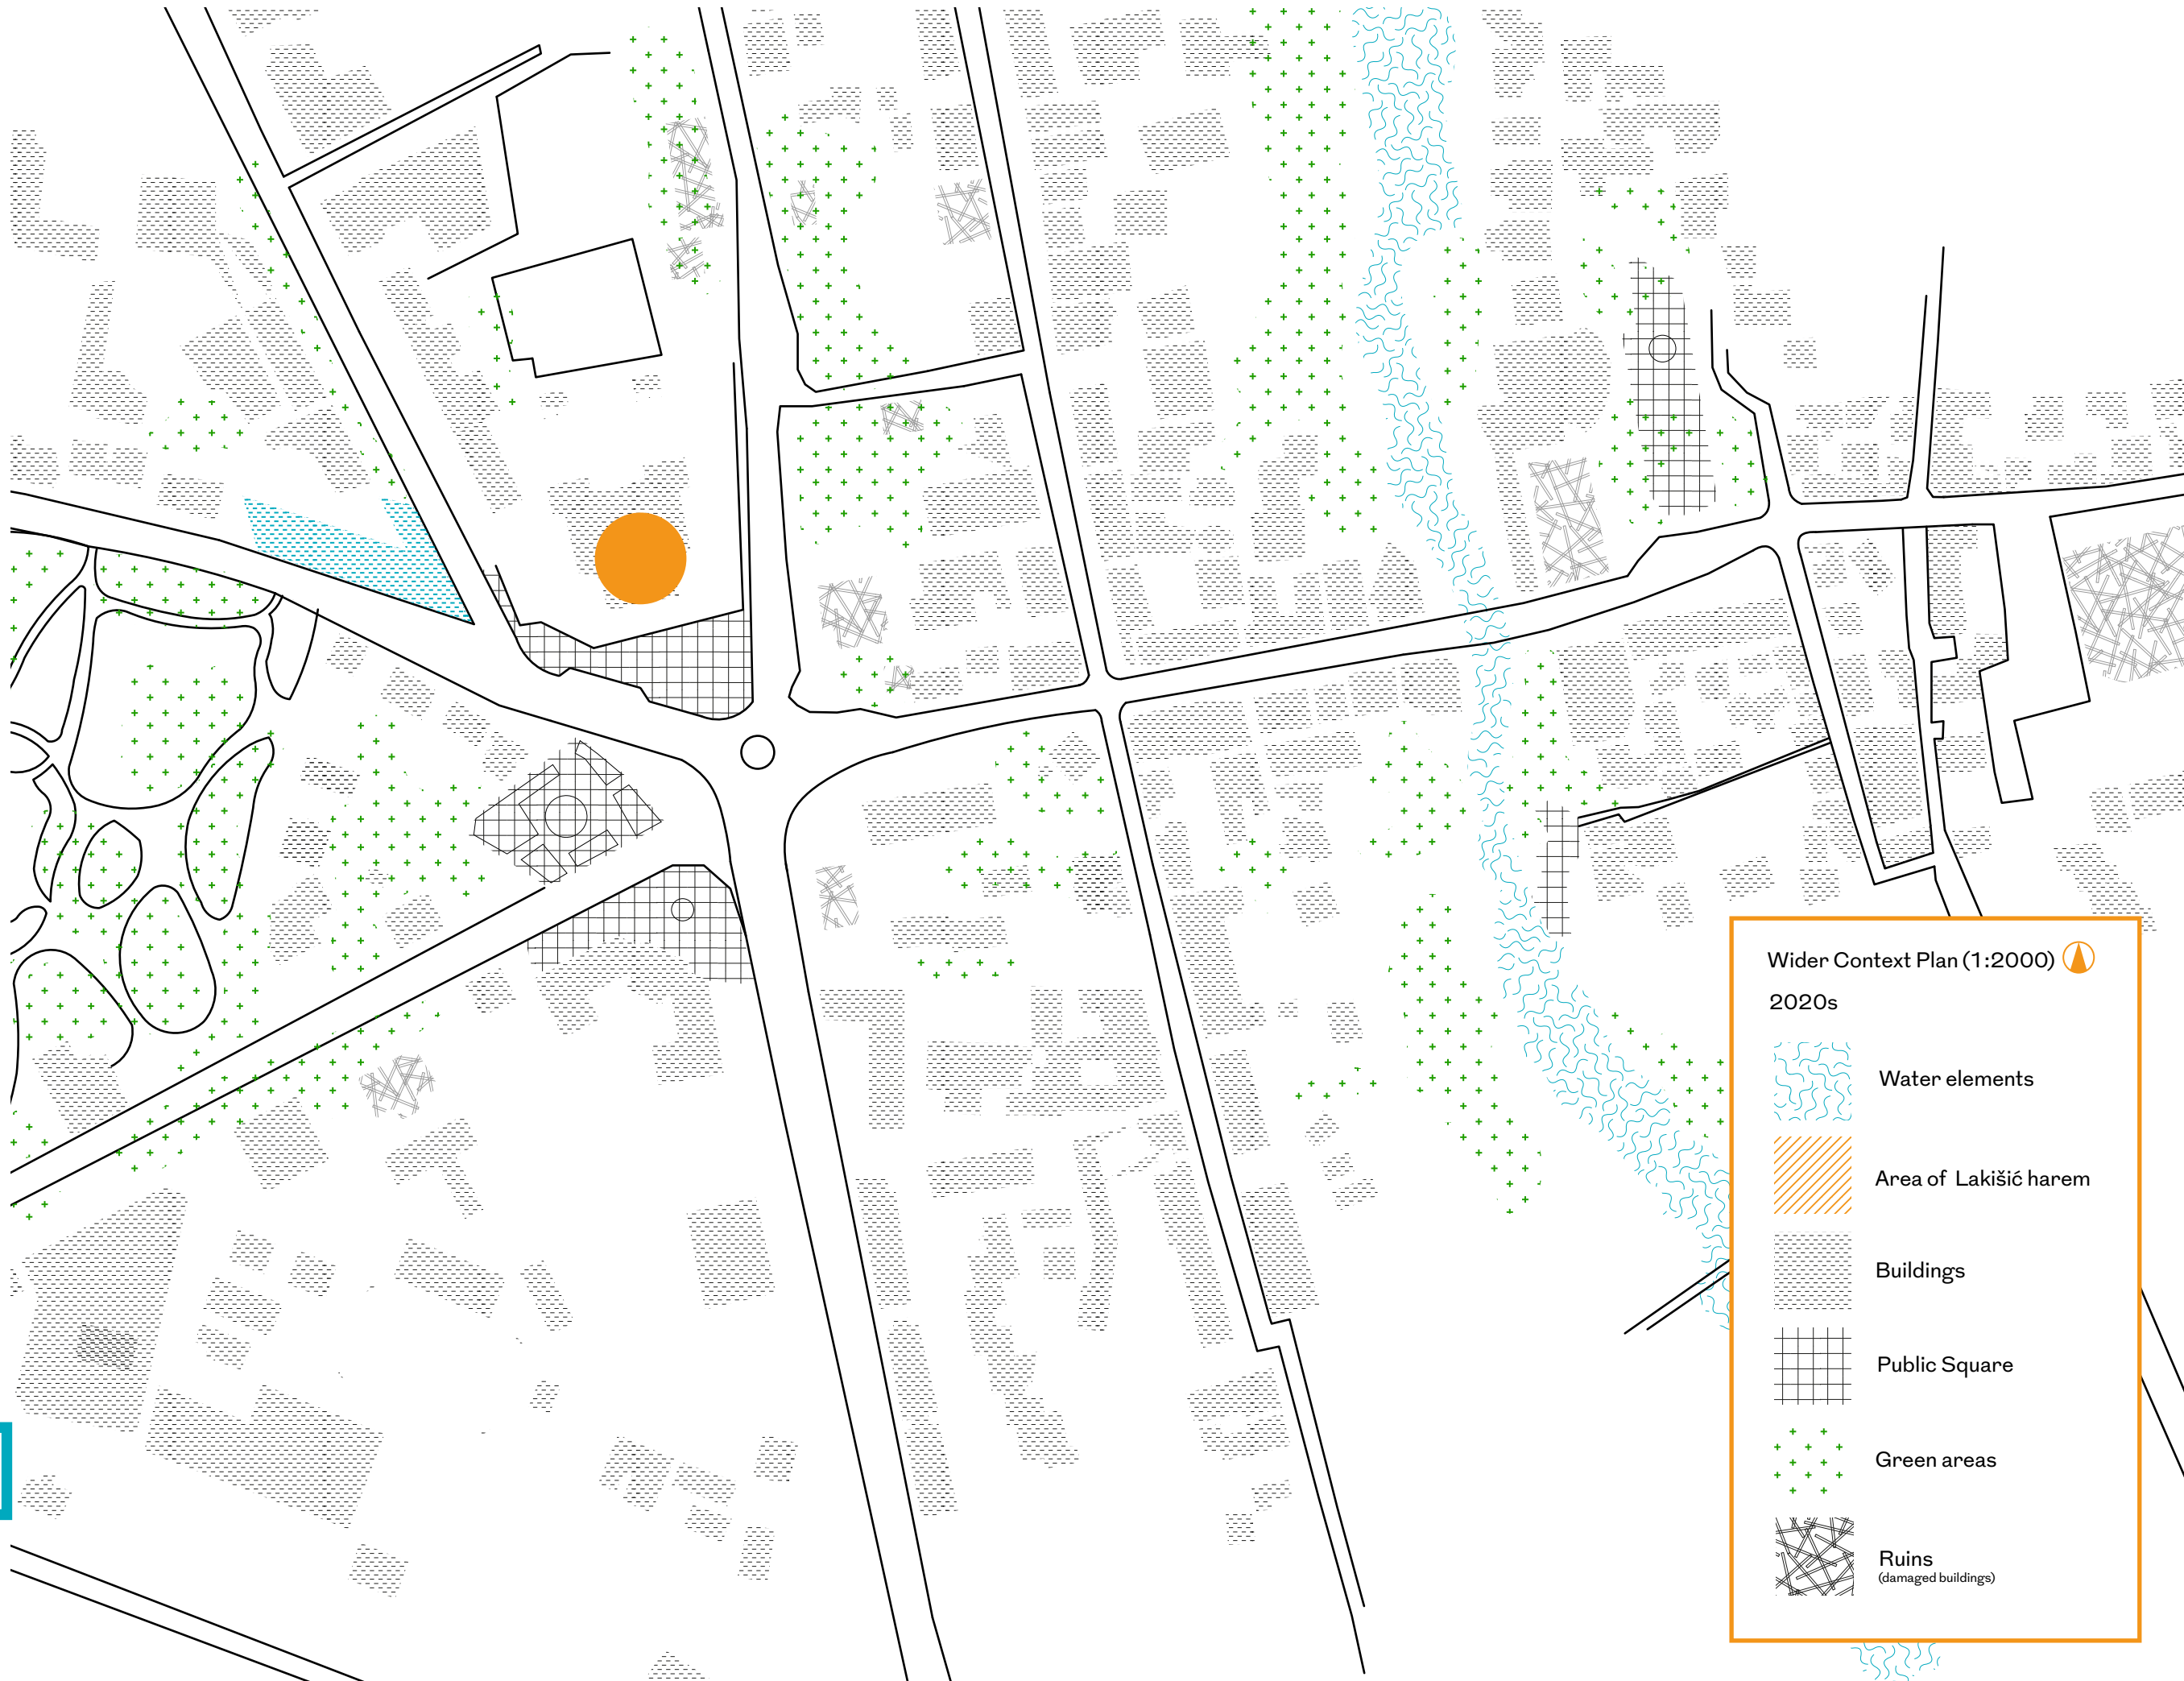 Wider Context Plan (1:2000)
2020s
Water elements
Area of Lakišić harem
Buildings
Public Square
Green areas
Ruins
(damaged buildings)